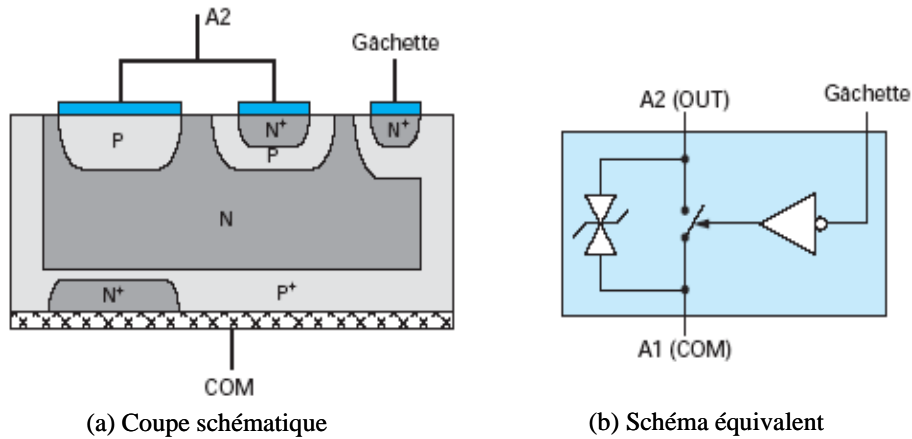 A2
Gâchette
P
N⁺
P
N⁺
N
N⁺
P⁺
COM
(a) Coupe schématique
A2 (OUT)
Gâchette
A1 (COM)
(b) Schéma équivalent